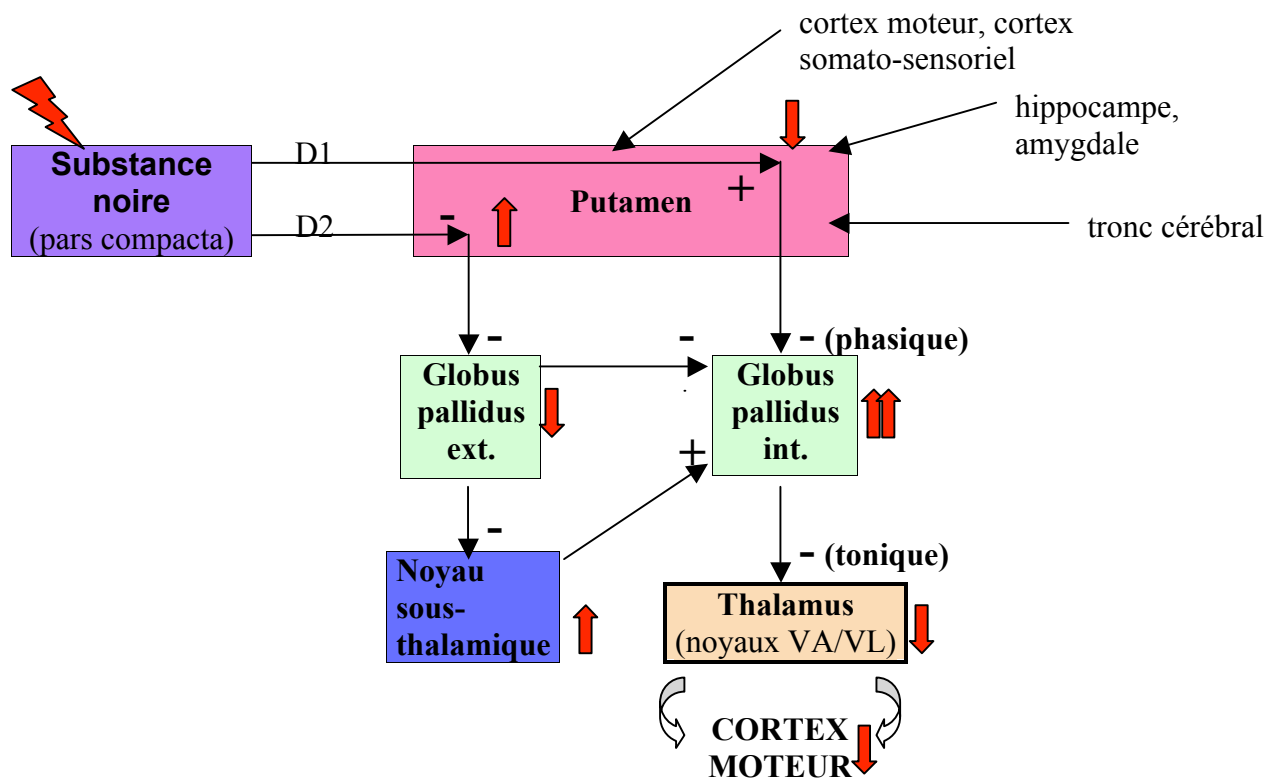 cortex moteur, cortex
somato-sensoriel
hippocampe,
amygdale
Substance
noire
(pars compacta)
D1
D2
-
+
Putamen
tronc cérébral
-
-
- (phasique)
Globus
pallidus
ext.
Globus
pallidus
int.
+
-
- (tonique)
Noyau
sous-
thalamique
Thalamus
(noyaux VA/VL)
CORTEX
MOTEUR